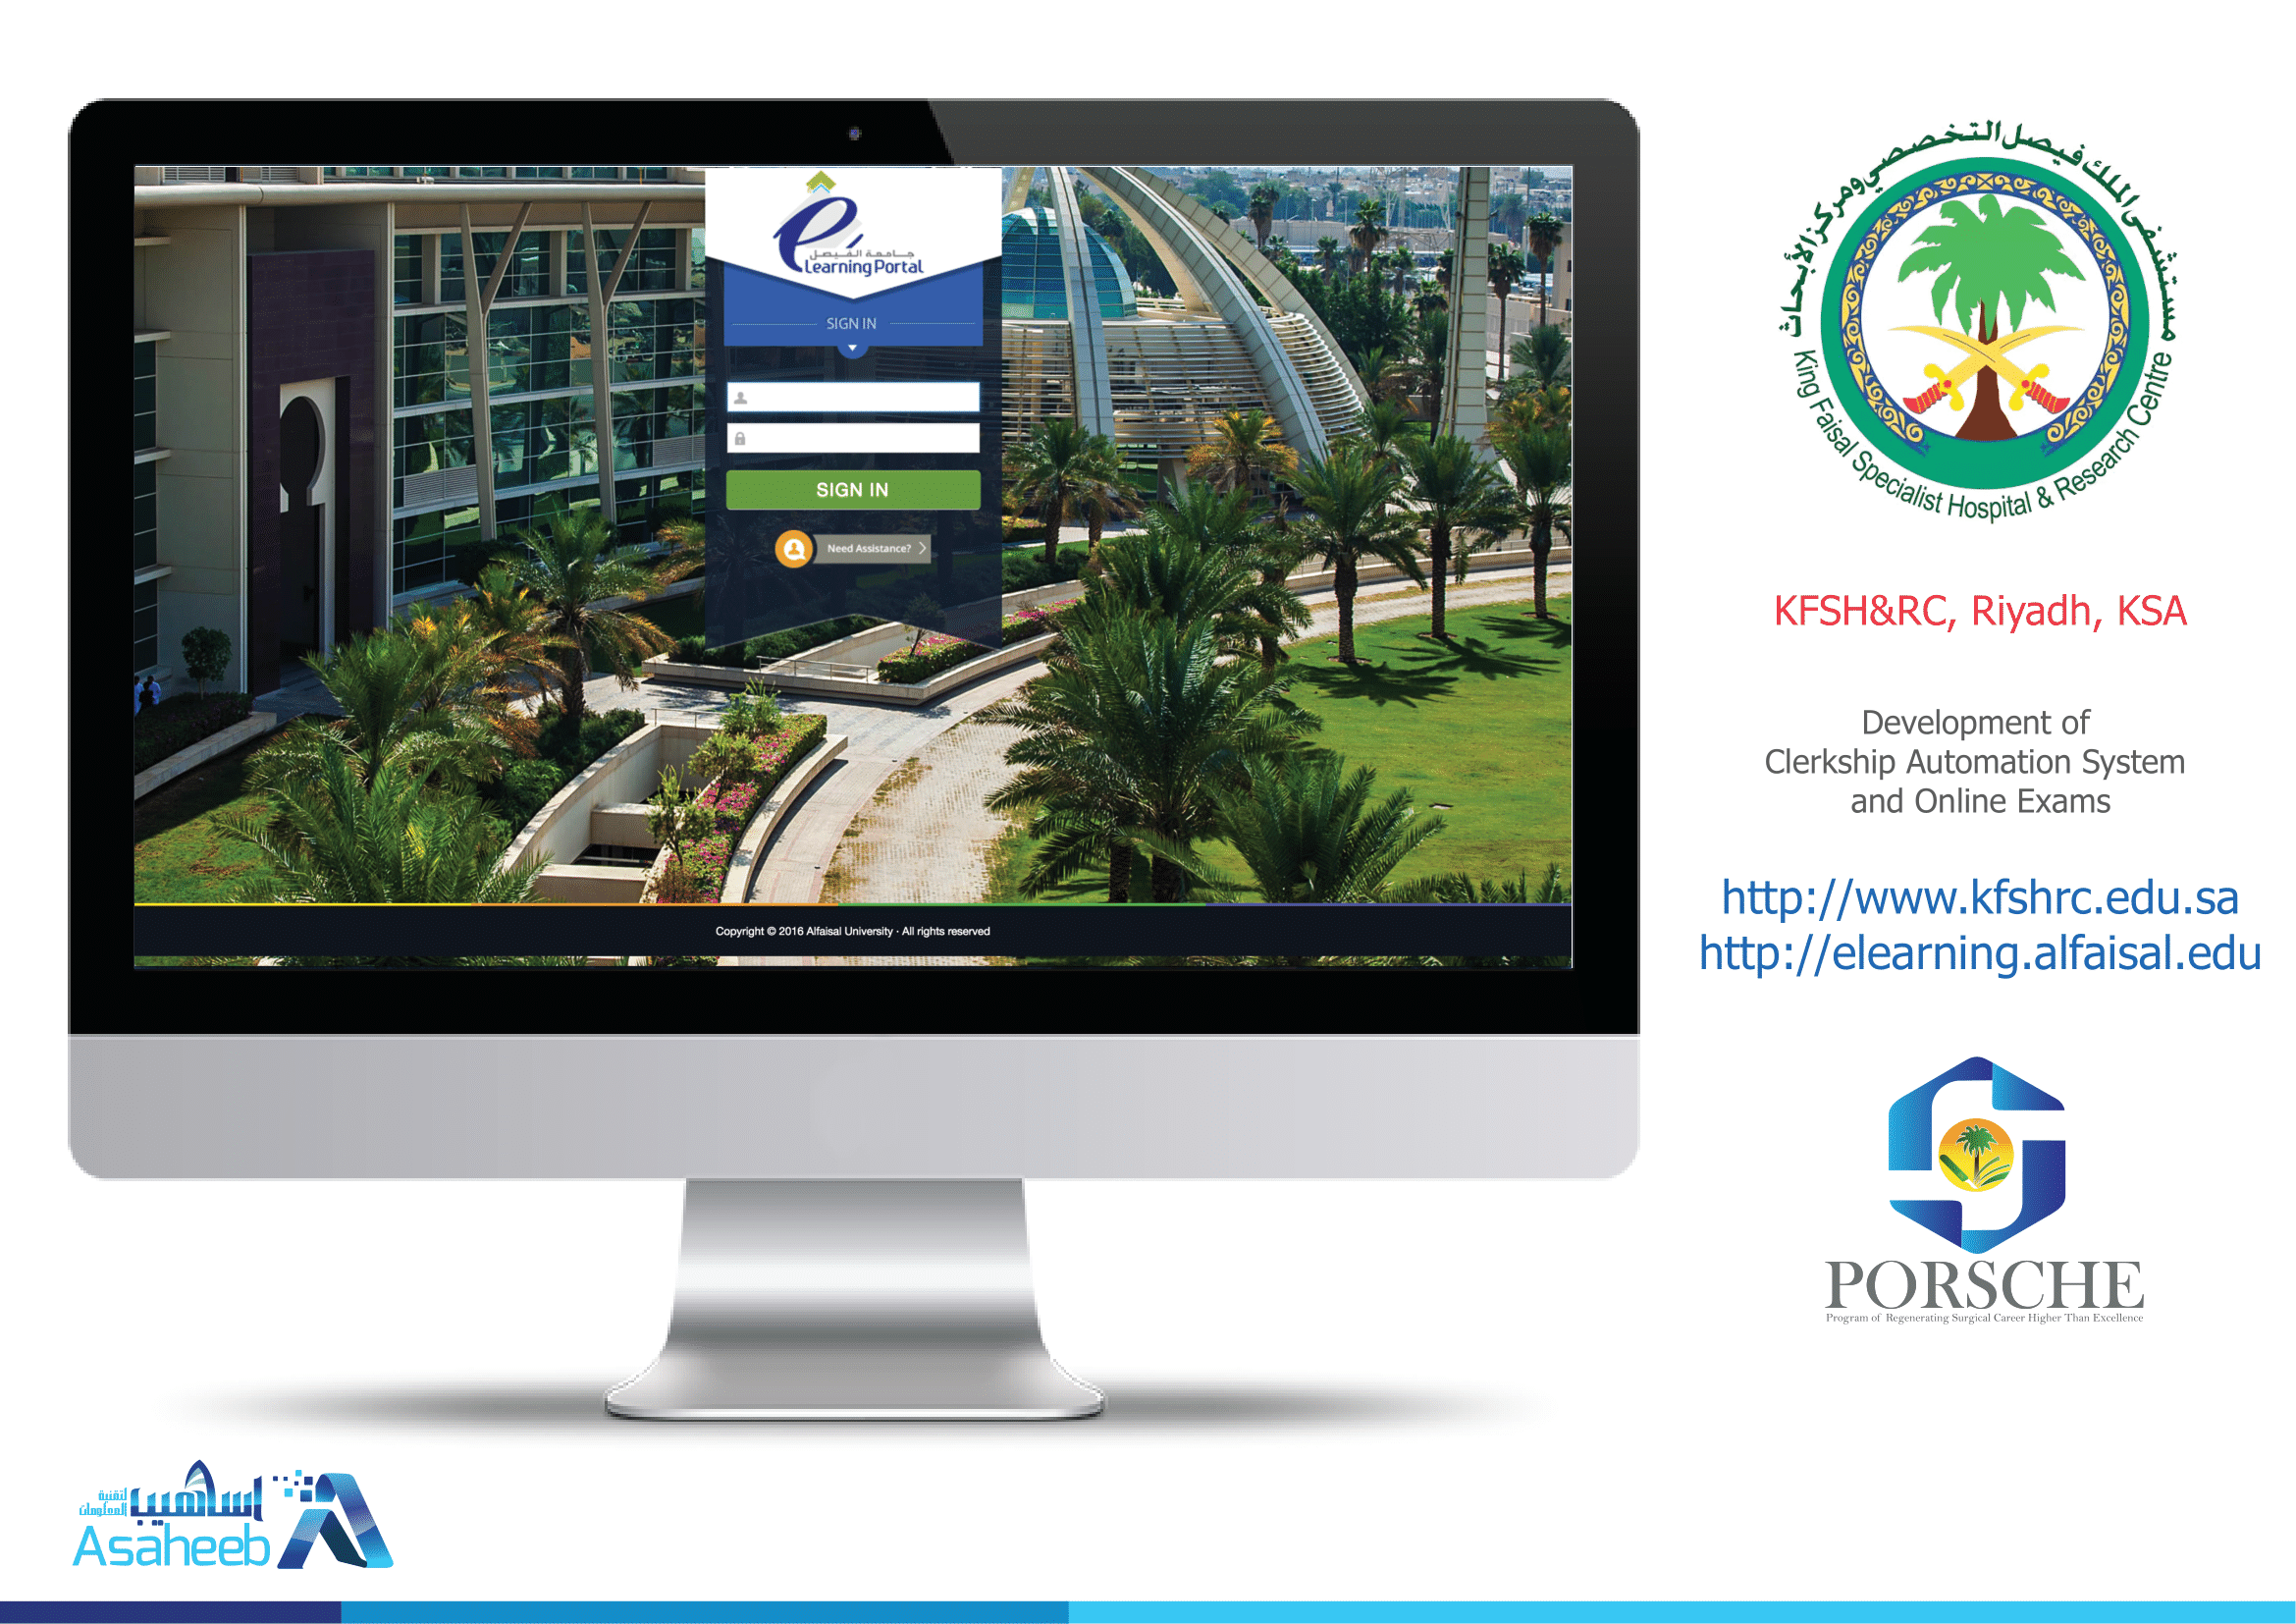 جامعة الفيصل
Learning Portal
SIGN IN
SIGN IN
Need Assistance?
Copyright © 2016 Alfaisal University · All rights reserved
مستشفى الملك فيصل التخصصي ومركز الأبحاث
King Faisal Specialist Hospital & Research Centre
KFSH&RC, Riyadh, KSA
Development of
Clerkship Automation System
and Online Exams
http://www.kfshrc.edu.sa
http://elearning.alfaisal.edu
PORSCHE
Program of Regenerating Surgical Career Higher Than Excellence
اساهيب لتقنية المعلومات
Asaheeb